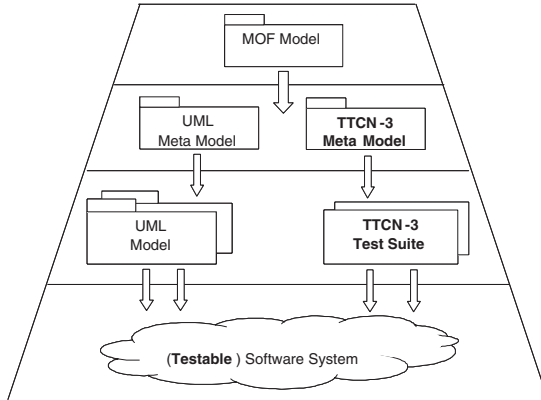 MOF Model
UML
Meta Model
TTCN-3
Meta Model
UML
Model
TTCN-3
Test Suite
(Testable ) Software System